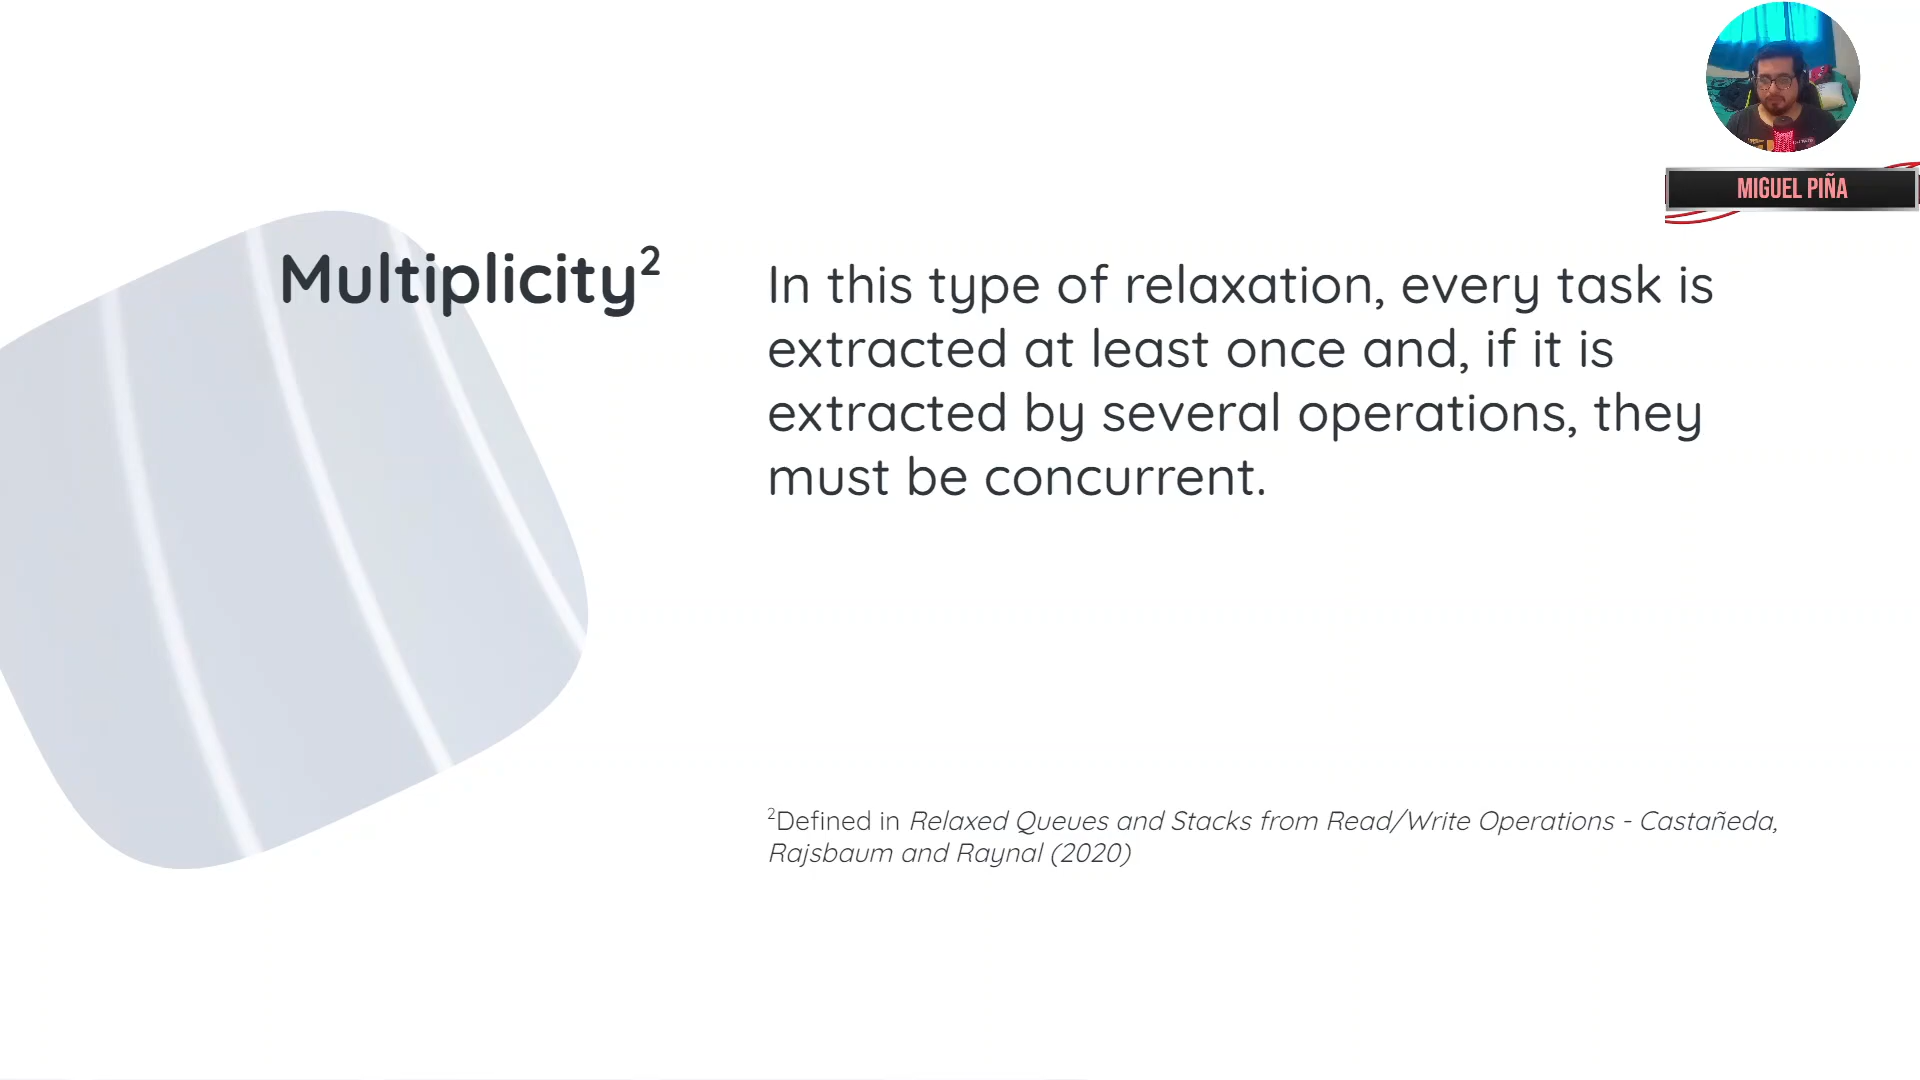 MIGUEL PIÑA
Multiplicity²
In this type of relaxation, every task is
extracted at least once and, if it is
extracted by several operations, they
must be concurrent.
²Defined in Relaxed Queues and Stacks from Read/Write Operations - Castañeda,
Rajsbaum and Raynal (2020)